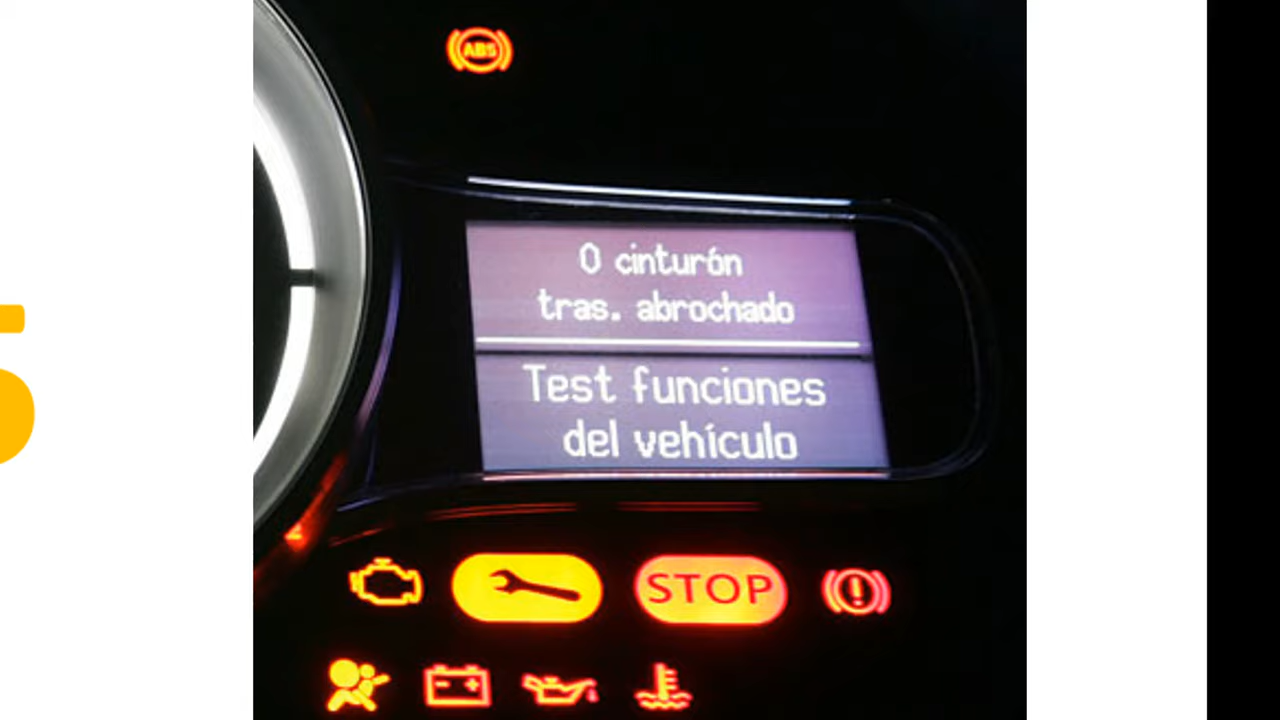 ABS
0 cinturón
tras. abrochado
Test funciones
del vehículo
STOP